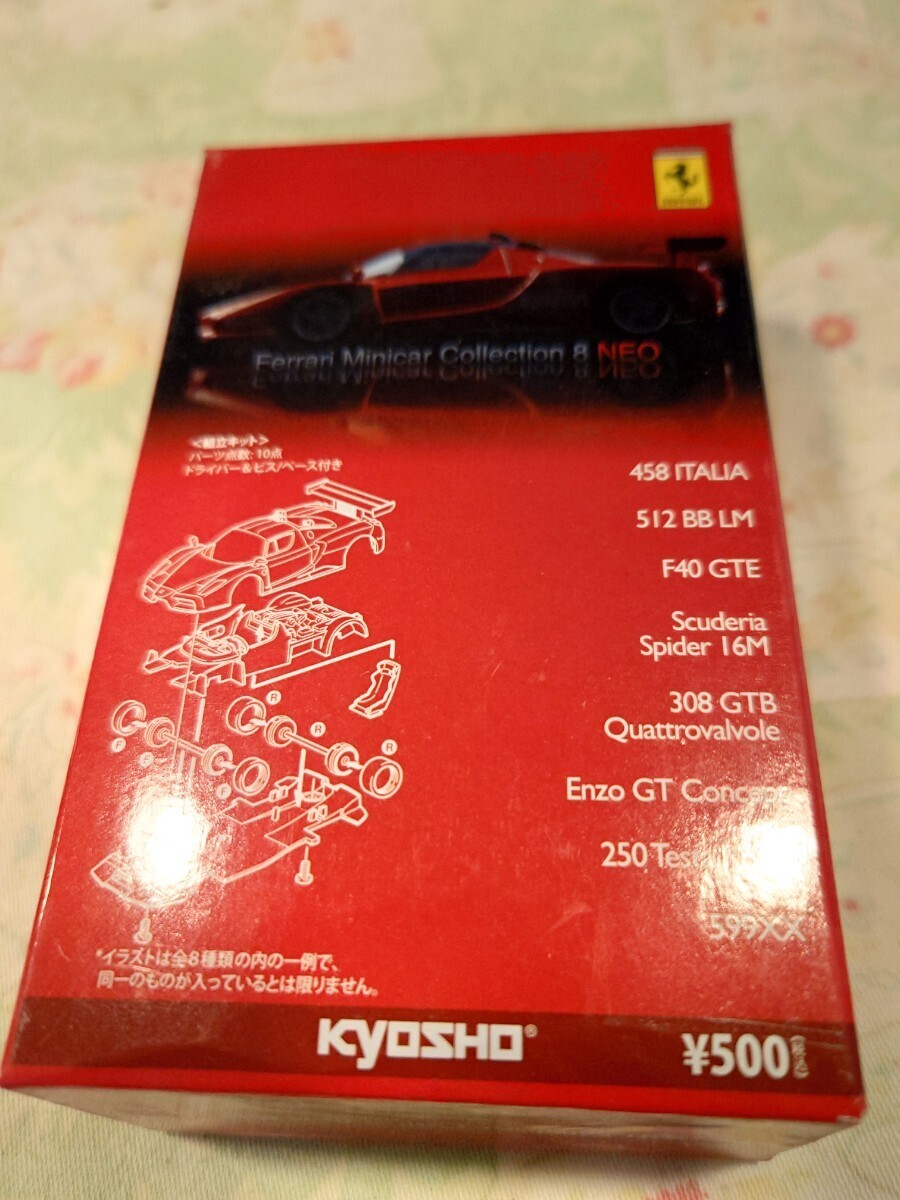 Ferrari Minicar Collection 8 NEO
<組立キット>
パーツ点数: 10点
ドライバー&ビス/ベース付き
458 ITALIA
512 BB LM
F40 GTE
Scuderia
Spider 16M
308 GTB
Quattrovalvole
Enzo GT Concept
250
599XX
F
F
F
R
R
R
*イラストは全8種類の内の一例で、
同一のものが入っているとは限りません。
KYOSHO
¥500